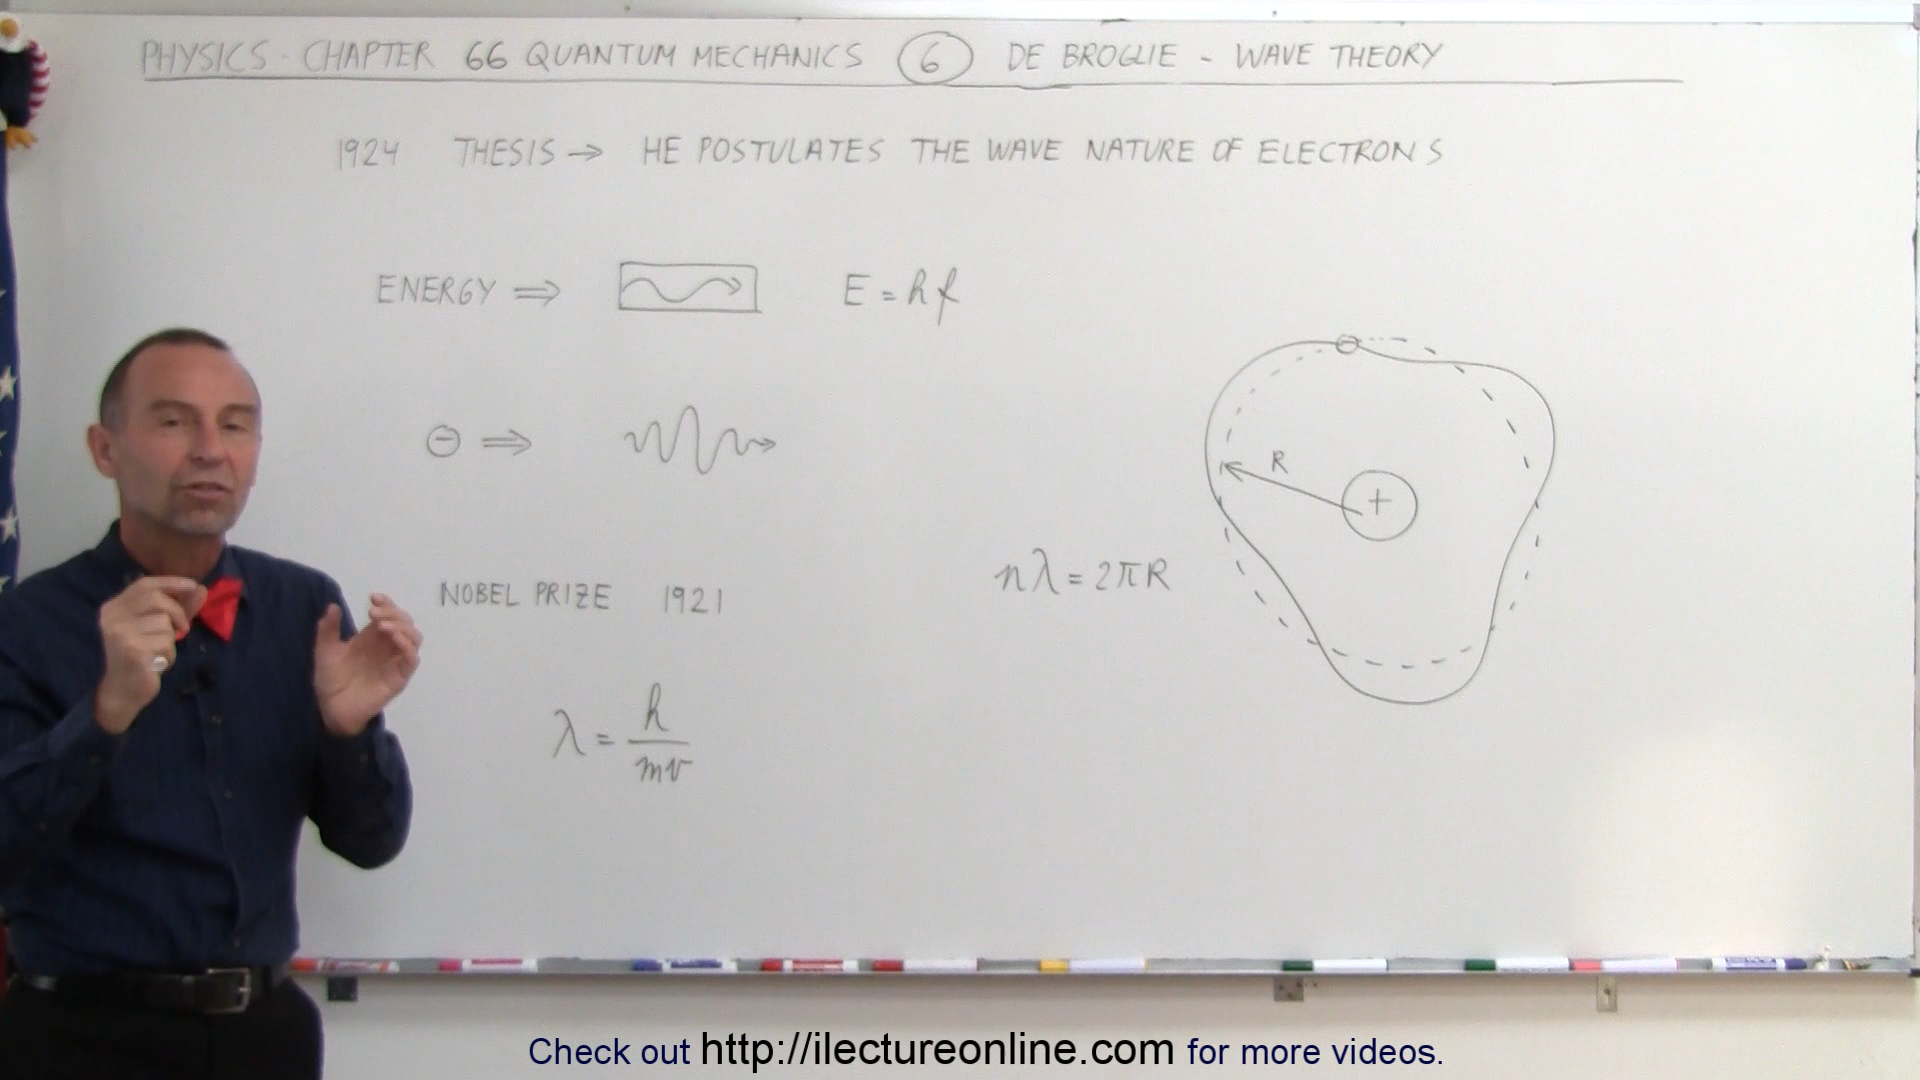 PHYSICS - CHAPTER 66 QUANTUM MECHANICS 6 DE BROGLIE - WAVE THEORY
1924 THESIS → HE POSTULATES THE WAVE NATURE OF ELECTRONS
ENERGY ⇒ E = hf
⊖ ⇒
R
+
nλ = 2πR
NOBEL PRIZE 1921
λ = h/mv
Check out http://ilectureonline.com for more videos.